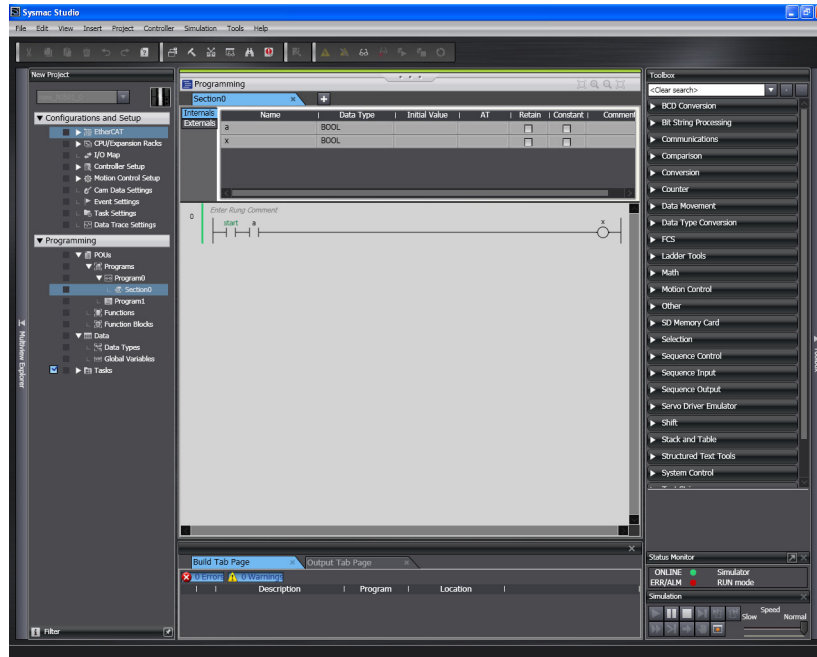 Sysmac Studio
File Edit View Insert Project Controller Simulation Tools Help
New Project
Configurations and Setup
EtherCAT
CPU/Expansion Racks
I/O Map
Controller Setup
Motion Control Setup
Cam Data Settings
Event Settings
Task Settings
Data Trace Settings
Programming
POUs
Programs
Program0
Section0
Program1
Functions
Function Blocks
Data
Data Types
Global Variables
Tasks
Filter
Multiview Explorer
Programming
Section0
Internals
Externals
Name Data Type Initial Value AT Retain Constant Comment
a BOOL
x BOOL
0
Enter Rung Comment
start a x
Build Tab Page Output Tab Page
0 Errors 0 Warnings
Description Program Location
Toolbox
<Clear search>
BCD Conversion
Bit String Processing
Communications
Comparison
Conversion
Counter
Data Movement
Data Type Conversion
FCS
Ladder Tools
Math
Motion Control
Other
SD Memory Card
Selection
Sequence Control
Sequence Input
Sequence Output
Servo Driver Emulator
Shift
Stack and Table
Structured Text Tools
System Control
Toolbox
Status Monitor
ONLINE Simulator
ERR/ALM RUN mode
Simulation
Speed
Slow Normal